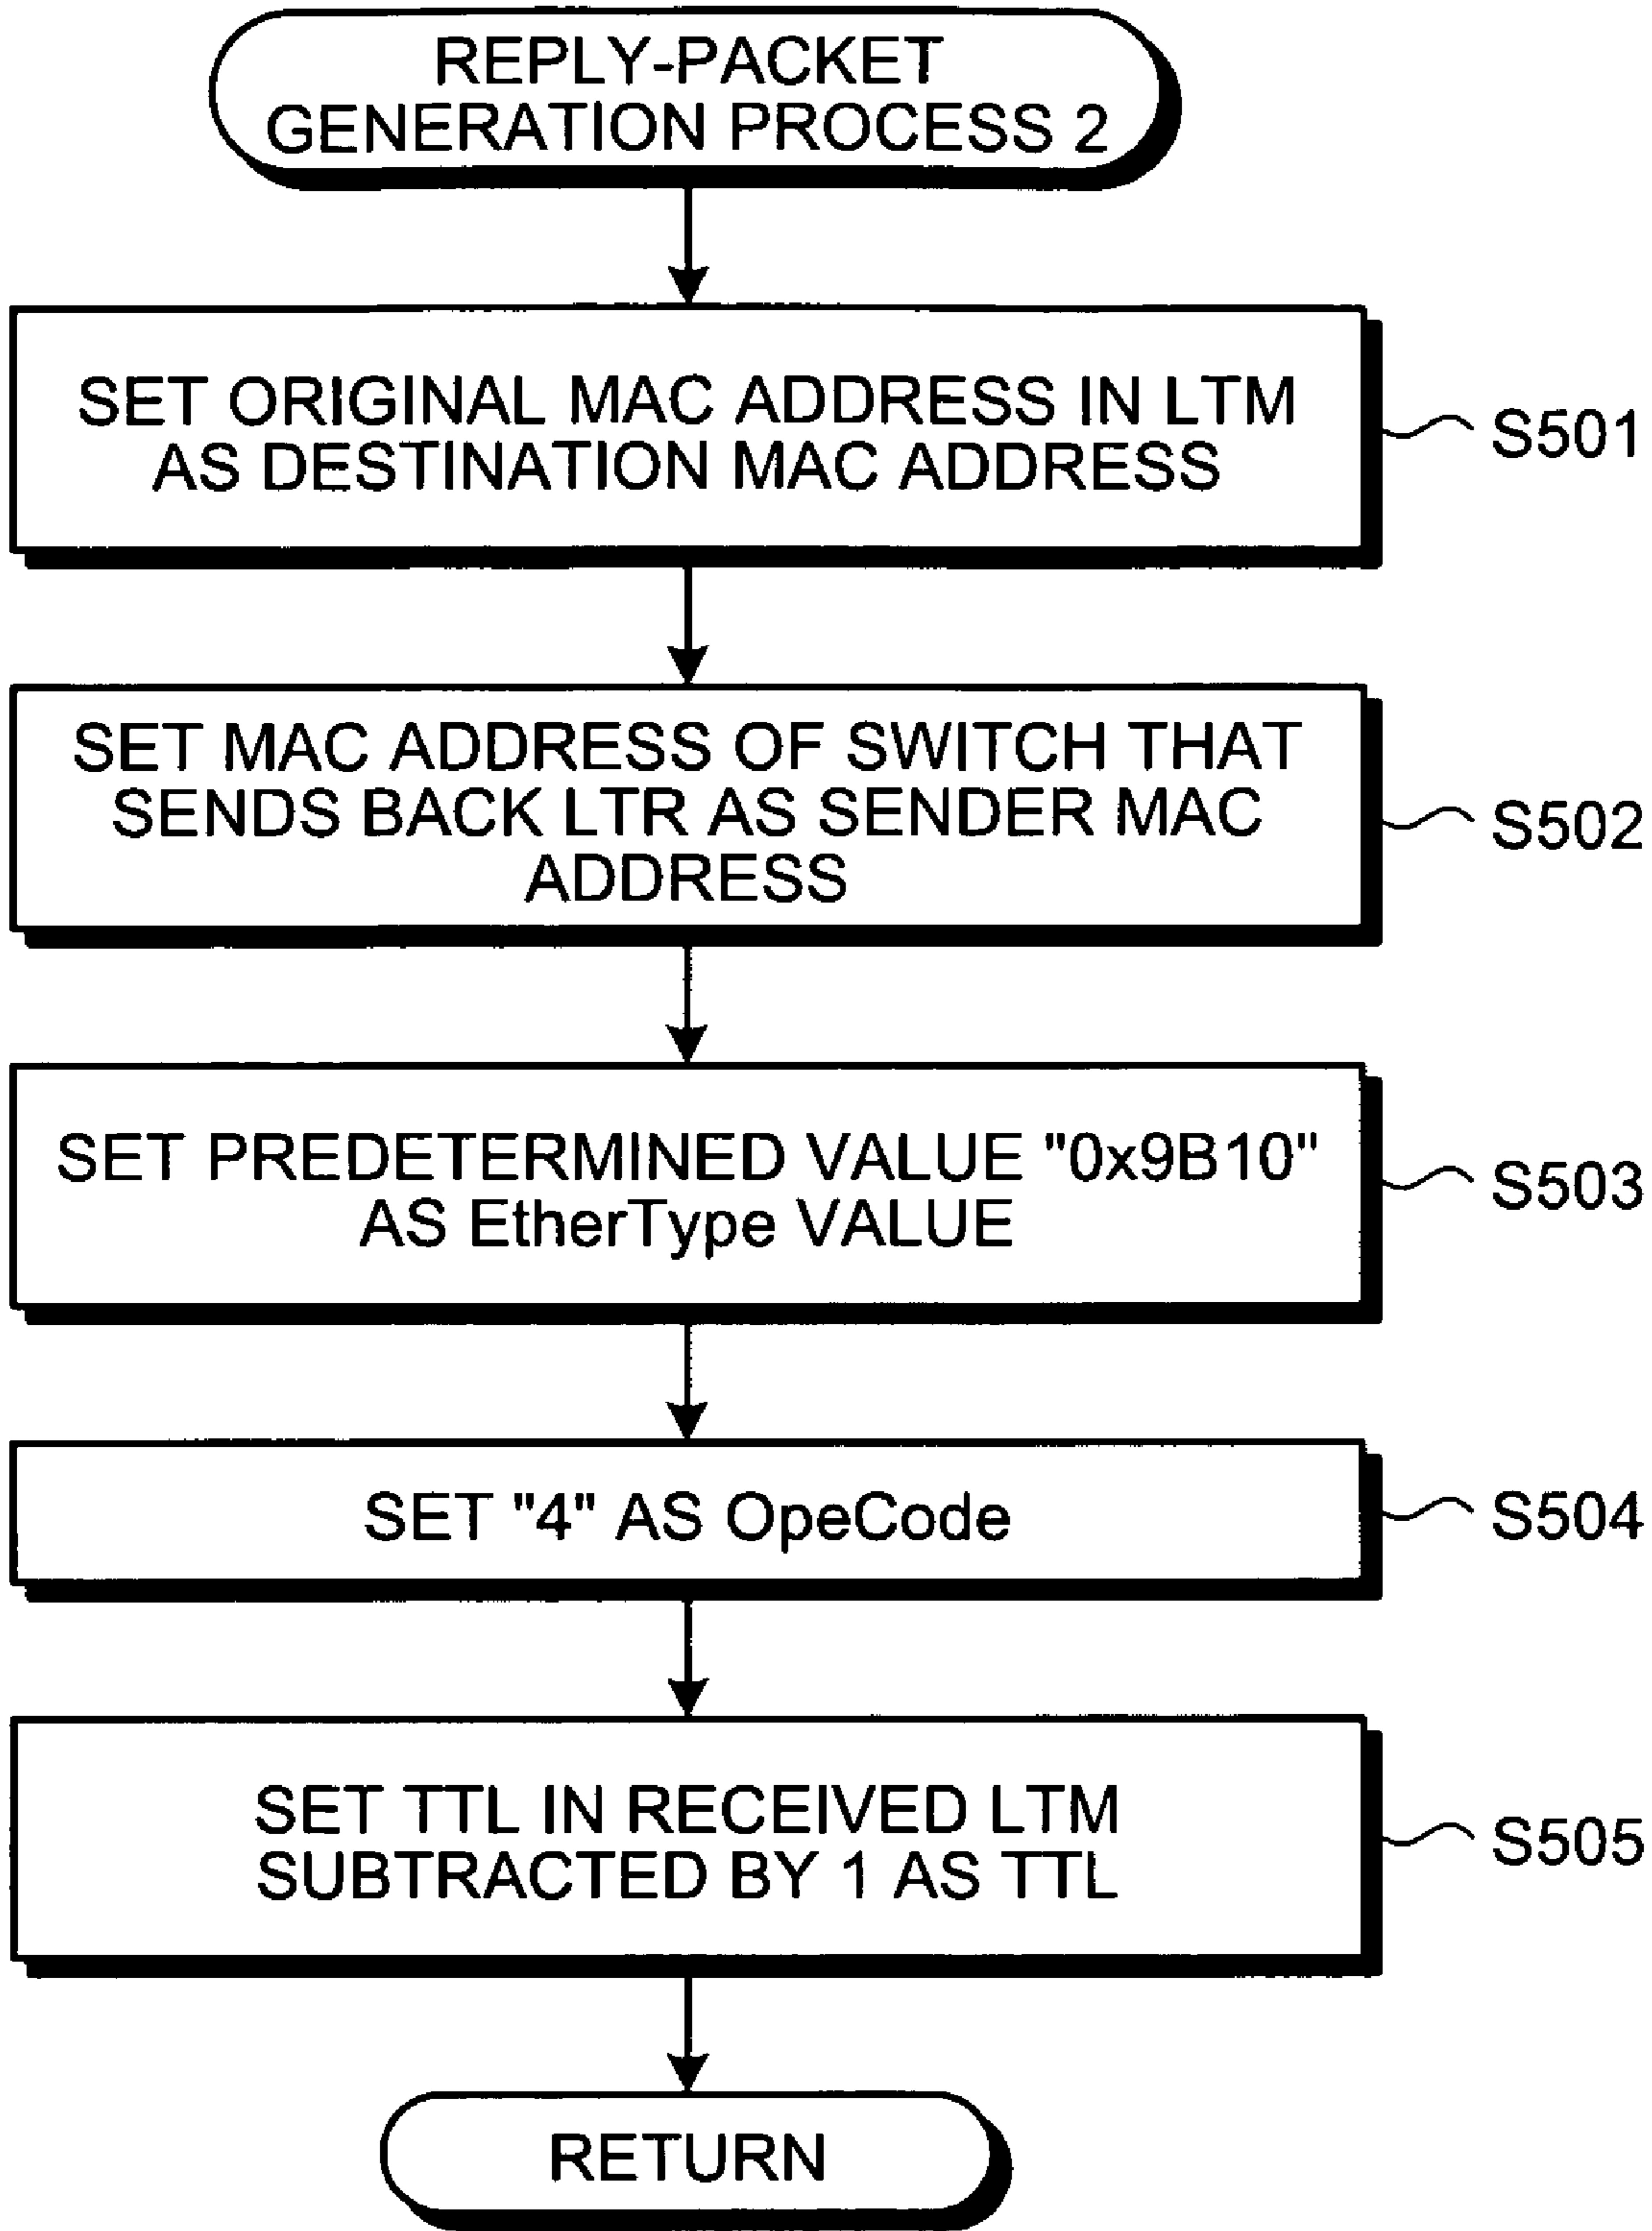 REPLY-PACKET
GENERATION PROCESS 2
SET ORIGINAL MAC ADDRESS IN LTM
AS DESTINATION MAC ADDRESS
S501
SET MAC ADDRESS OF SWITCH THAT
SENDS BACK LTR AS SENDER MAC
ADDRESS
S502
SET PREDETERMINED VALUE "0x9B10"
AS EtherType VALUE
S503
SET "4" AS OpeCode
S504
SET TTL IN RECEIVED LTM
SUBTRACTED BY 1 AS TTL
S505
RETURN